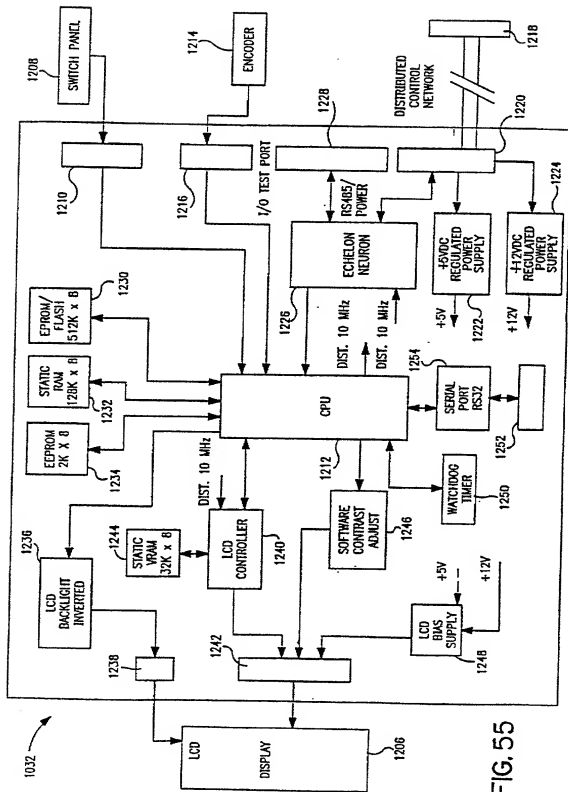 1208
SWITCH PANEL
1214
ENCODER
1210
1216
I/O TEST PORT
1228
DISTRIBUTED
CONTROL
NETWORK
1218
1220
RS485/
POWER
ECHELON
NEURON
1226
DIST. 10 MHz
DIST. 10 MHz
+5VDC
REGULATED
POWER
SUPPLY
1222
+5V
+12VDC
REGULATED
POWER
SUPPLY
1224
+12V
EPROM/
FLASH
512K x 8
1230
STATIC
RAM
128K x 8
1232
EEPROM
2K x 8
1234
CPU
1212
SERIAL
PORT
RS32
1254
1252
WATCHDOG
TIMER
1250
DIST. 10 MHz
LCD
CONTROLLER
1240
STATIC
VRAM
32K x 8
1244
SOFTWARE
CONTRAST
ADJUST
1246
LCD
BACKLIGHT
INVERTED
1236
1238
1242
+5V
+12V
LCD
BIAS
SUPPLY
1248
1032
LCD
DISPLAY
1206
FIG. 55